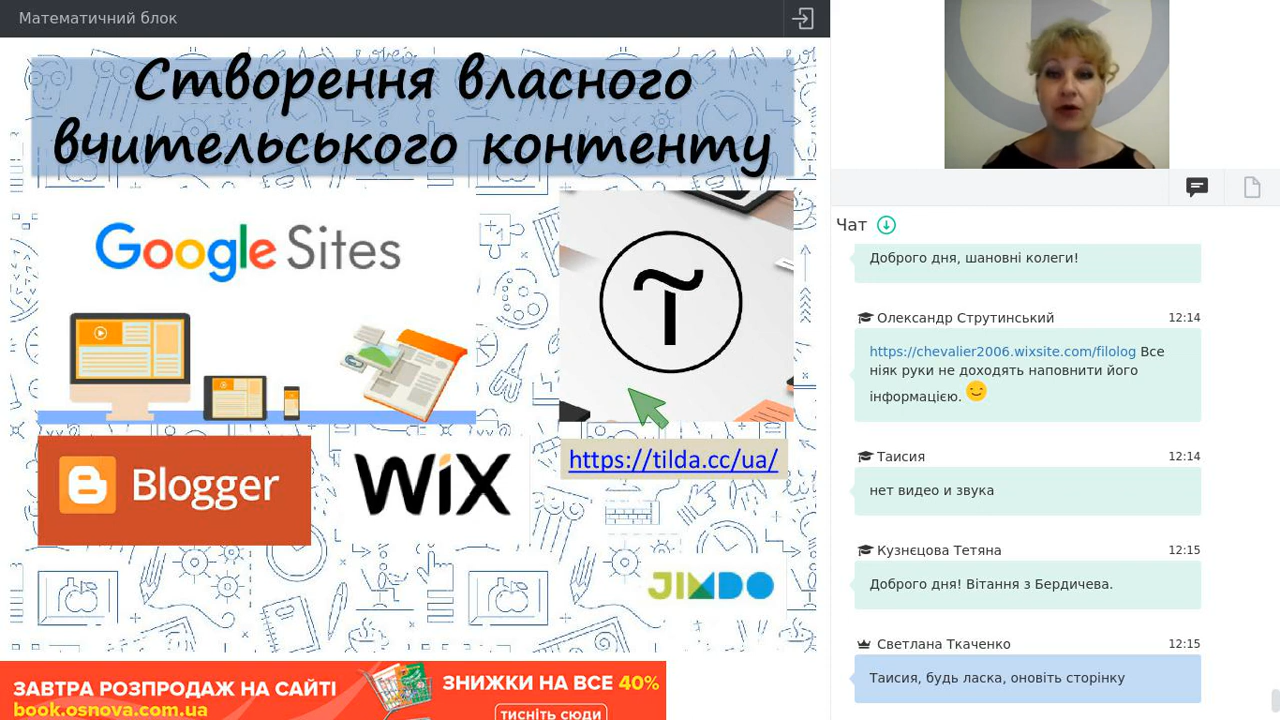 Математичний блок
Створення власного
вчительського контенту
Google Sites
https://tilda.cc/ua/
Blogger
WiX
JIMDO
ЗАВТРА РОЗПРОДАЖ НА САЙТІ
book.osnova.com.ua
ЗНИЖКИ НА ВСЕ 40%
тисніть сюди
Чат
Доброго дня, шановні колеги!
Олександр Струтинський 12:14
https://chevalier2006.wixsite.com/filolog Все
ніяк руки не доходять наповнити його
інформацією.
Таисия 12:14
нет видео и звука
Кузнєцова Тетяна 12:15
Доброго дня! Вітання з Бердичева.
Светлана Ткаченко 12:15
Таисия, будь ласка, оновіть сторінку